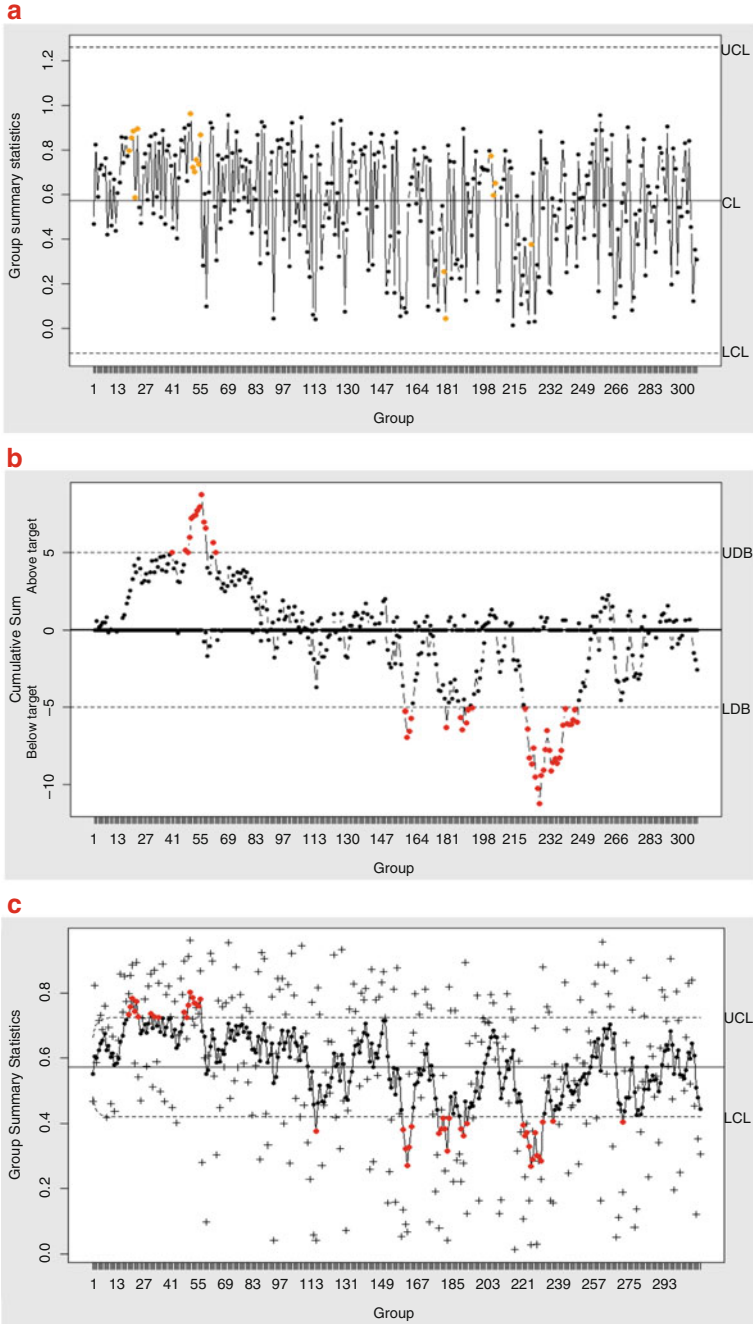 a
Group summary statistics
1.2
1.0
0.8
0.6
0.4
0.2
0.0
UCL
CL
LCL
1 13 27 41 55 69 83 97 113 130 147 164 181 198 215 232 249 266 283 300
Group
b
Cumulative Sum
Above target
Below target
5
0
−5
−10
UDB
LDB
1 13 27 41 55 69 83 97 113 130 147 164 181 198 215 232 249 266 283 300
Group
c
Group Summary Statistics
0.8
0.6
0.4
0.2
0.0
UCL
LCL
1 13 27 41 55 69 83 97 113 131 149 167 185 203 221 239 257 275 293
Group